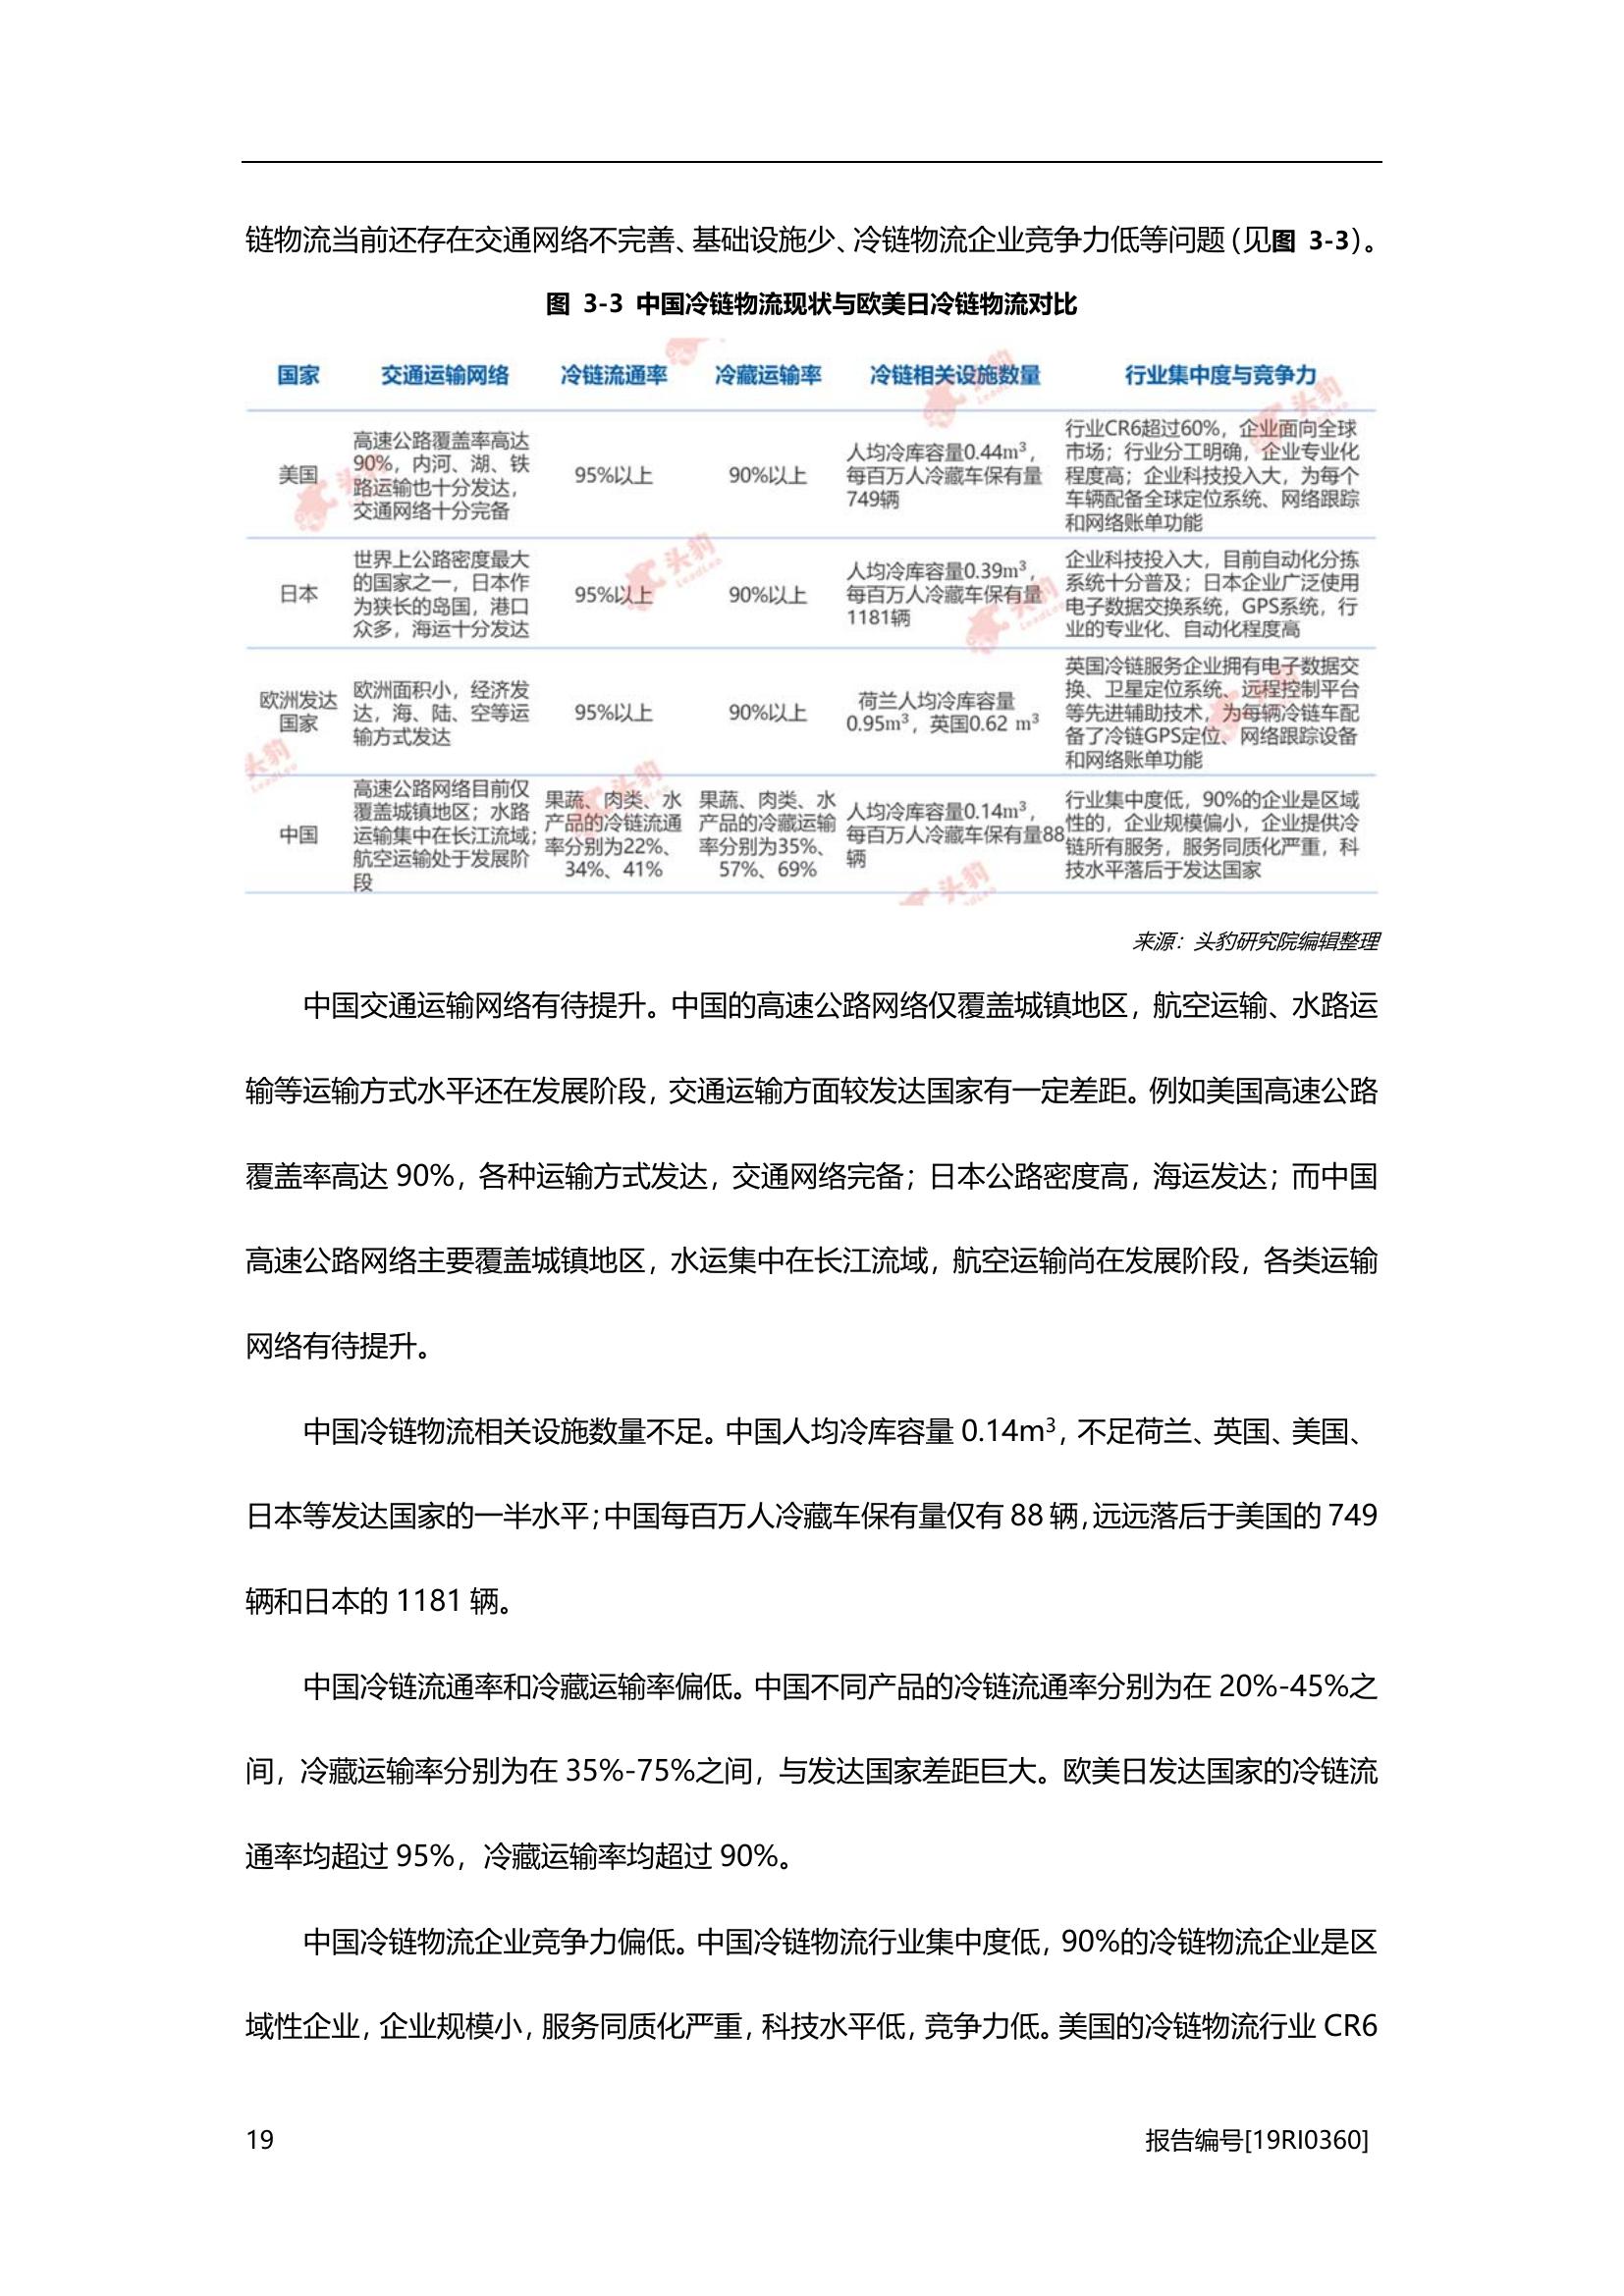 链物流当前还存在交通网络不完善、基础设施少、冷链物流企业竞争力低等问题（见图 3-3）。
图 3-3 中国冷链物流现状与欧美日冷链物流对比
国家 交通运输网络 冷链流通率 冷藏运输率 冷链相关设施数量 行业集中度与竞争力
美国
高速公路覆盖率高达
90%，内河、湖、铁
路运输也十分发达，
交通网络十分完备
95%以上
90%以上
人均冷库容量0.44m³，
每百万人冷藏车保有量
749辆
行业CR6超过60%，企业面向全球
市场；行业分工明确，企业专业化
程度高；企业科技投入大，为每个
车辆配备全球定位系统、网络跟踪
和网络账单功能
日本
世界上公路密度最大
的国家之一，日本作
为狭长的岛国，港口
众多，海运十分发达
95%以上
90%以上
人均冷库容量0.39m³，
每百万人冷藏车保有量
1181辆
企业科技投入大，目前自动化分拣
系统十分普及；日本企业广泛使用
电子数据交换系统，GPS系统，行
业的专业化、自动化程度高
欧洲发达
国家
欧洲面积小，经济发
达，海、陆、空等运
输方式发达
95%以上
90%以上
荷兰人均冷库容量
0.95m³，英国0.62 m³
英国冷链服务企业拥有电子数据交
换、卫星定位系统、远程控制平台
等先进辅助技术，为每辆冷链车配
备了冷链GPS定位、网络跟踪设备
和网络账单功能
中国
高速公路网络目前仅
覆盖城镇地区；水路
运输集中在长江流域；
航空运输处于发展阶
段
果蔬、肉类、水
产品的冷链流通
率分别为22%、
34%、41%
果蔬、肉类、水
产品的冷藏运输
率分别为35%、
57%、69%
人均冷库容量0.14m³，
每百万人冷藏车保有量88
辆
行业集中度低，90%的企业是区域
性的，企业规模偏小，企业提供冷
链所有服务，服务同质化严重，科
技水平落后于发达国家
来源：头豹研究院编辑整理
中国交通运输网络有待提升。中国的高速公路网络仅覆盖城镇地区，航空运输、水路运
输等运输方式水平还在发展阶段，交通运输方面较发达国家有一定差距。例如美国高速公路
覆盖率高达 90%，各种运输方式发达，交通网络完备；日本公路密度高，海运发达；而中国
高速公路网络主要覆盖城镇地区，水运集中在长江流域，航空运输尚在发展阶段，各类运输
网络有待提升。
中国冷链物流相关设施数量不足。中国人均冷库容量 0.14m³，不足荷兰、英国、美国、
日本等发达国家的一半水平；中国每百万人冷藏车保有量仅有 88 辆，远远落后于美国的 749
辆和日本的 1181 辆。
中国冷链流通率和冷藏运输率偏低。中国不同产品的冷链流通率分别为在 20%-45%之
间，冷藏运输率分别为在 35%-75%之间，与发达国家差距巨大。欧美日发达国家的冷链流
通率均超过 95%，冷藏运输率均超过 90%。
中国冷链物流企业竞争力偏低。中国冷链物流行业集中度低，90%的冷链物流企业是区
域性企业，企业规模小，服务同质化严重，科技水平低，竞争力低。美国的冷链物流行业 CR6
19
报告编号[19RI0360]